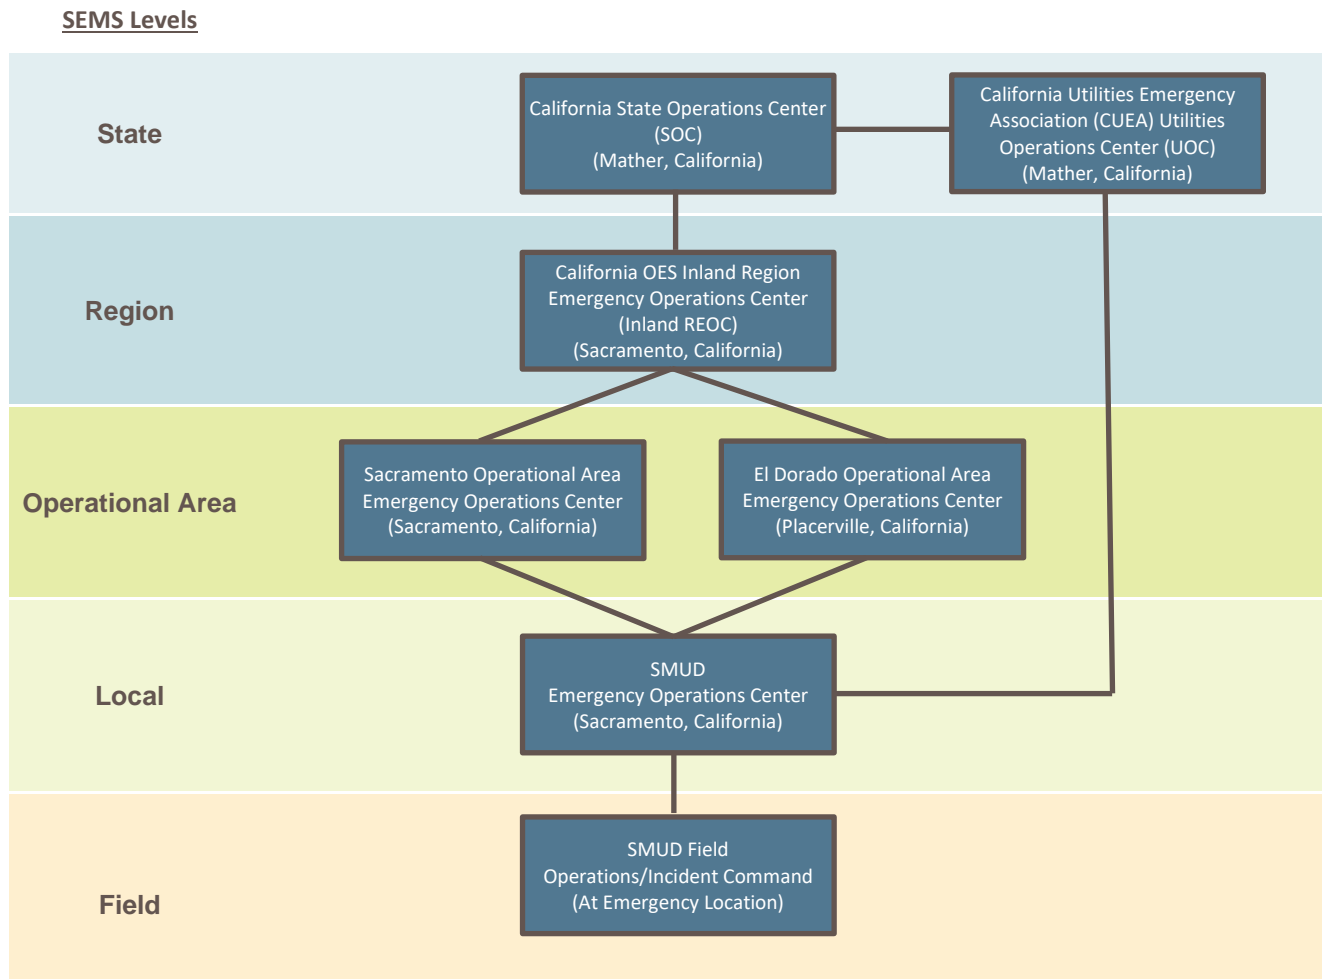 SEMS Levels
State
California State Operations Center
(SOC)
(Mather, California)
California Utilities Emergency
Association (CUEA) Utilities
Operations Center (UOC)
(Mather, California)
Region
California OES Inland Region
Emergency Operations Center
(Inland REOC)
(Sacramento, California)
Operational Area
Sacramento Operational Area
Emergency Operations Center
(Sacramento, California)
El Dorado Operational Area
Emergency Operations Center
(Placerville, California)
Local
SMUD
Emergency Operations Center
(Sacramento, California)
Field
SMUD Field
Operations/Incident Command
(At Emergency Location)